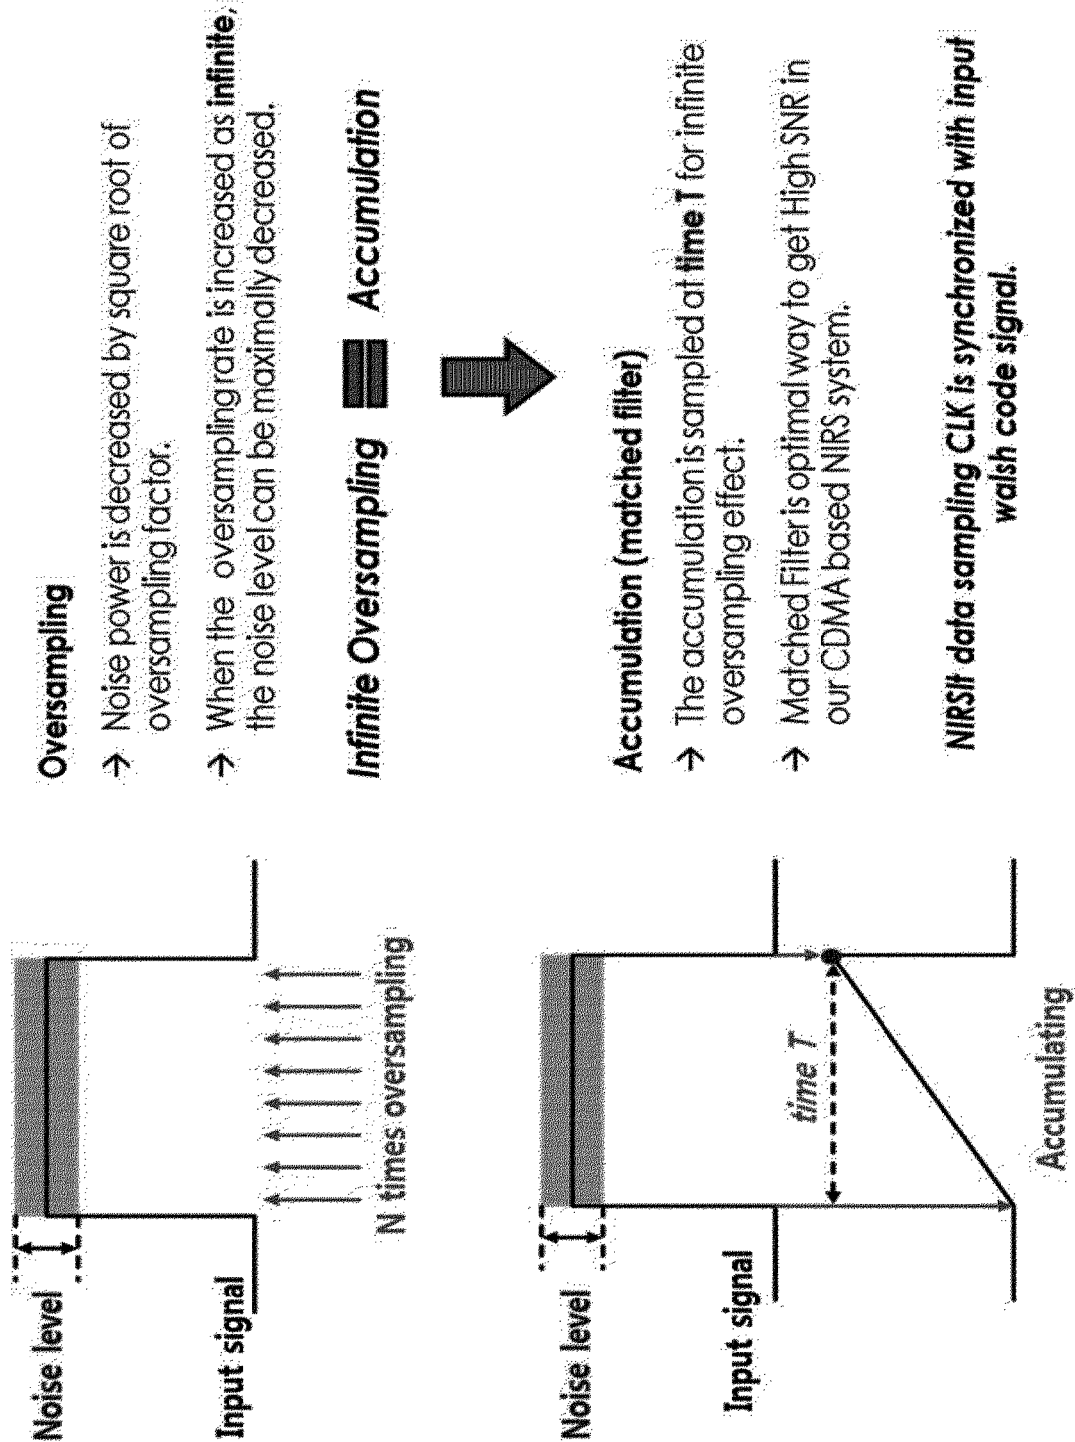 Noise level
Input signal
N times oversampling
Oversampling
→ Noise power is decreased by square root of
oversampling factor.
→ When the oversampling rate is increased as infinite,
the noise level can be maximally decreased.
Infinite Oversampling = Accumulation
Noise level
Input signal
time T
Accumulating
Accumulation (matched filter)
→ The accumulation is sampled at time T for infinite
oversampling effect.
→ Matched Filter is optimal way to get High SNR in
our CDMA based NIRS system.
NIRSIt data sampling CLK is synchronized with input
walsh code signal.